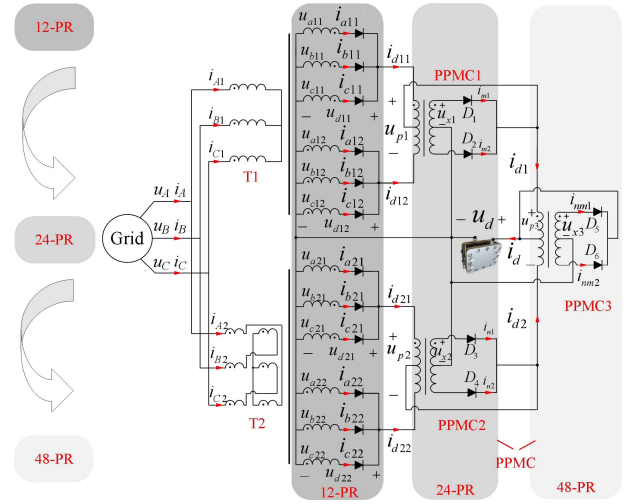 12-PR
24-PR
48-PR
Grid
u_A i_A
u_B i_B
u_C i_C
i_A1
i_B1
i_C1
T1
i_A2
i_B2
i_C2
T2
u_a11 i_a11
u_b11 i_b11
u_c11 i_c11
− u_d11 +
u_a12 i_a12
u_b12 i_b12
u_c12 i_c12
− u_d12 +
u_a21 i_a21
u_b21 i_b21
u_c21 i_c21
− u_d21 +
u_a22 i_a22
u_b22 i_b22
u_c22 i_c22
− u_d22 +
12-PR
i_d11
+
u_p1
−
i_d12
i_d21
+
u_p2
−
i_d22
PPMC1
+
u_x1
−
i_m1
D_1
D_2
i_m2
− u_d +
i_d
+
u_x2
−
i_n1
D_3
D_4
i_n2
PPMC2
24-PR
i_d1
i_d2
+
u_p3
−
+
u_x3
−
i_nm1
D_5
D_6
i_nm2
PPMC3
PPMC
48-PR